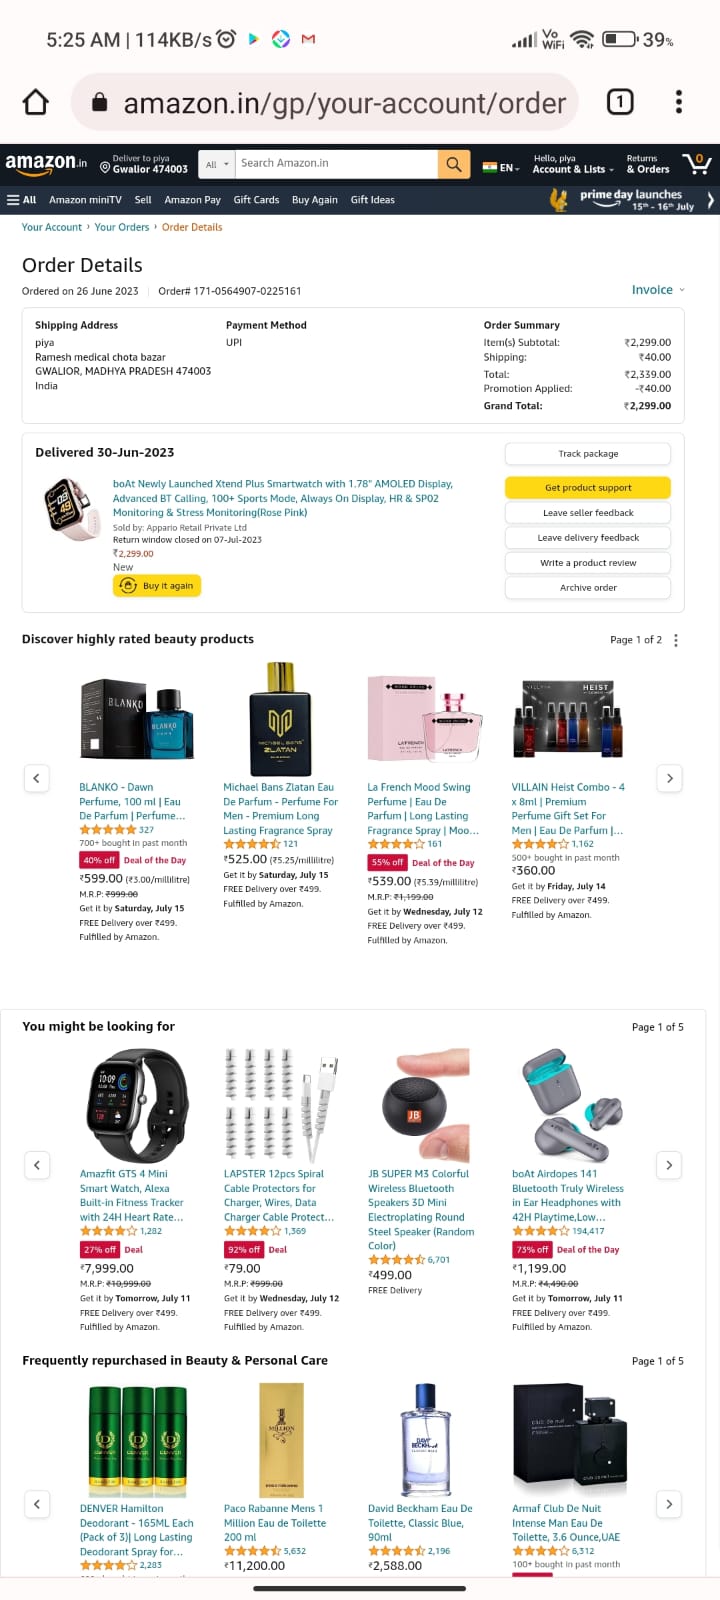 5:25 AM | 114KB/s
Vo WiFi 39%
amazon.in/gp/your-account/order
1
amazon.in
Deliver to piya
Gwalior 474003
All
Search Amazon.in
EN
Hello, piya
Account & Lists
Returns
& Orders
0
All Amazon miniTV Sell Amazon Pay Gift Cards Buy Again Gift Ideas
prime day launches
15th - 16th July
Your Account › Your Orders › Order Details
Order Details
Ordered on 26 June 2023 | Order# 171-0564907-0225161
Invoice
Shipping Address
piya
Ramesh medical chota bazar
GWALIOR, MADHYA PRADESH 474003
India
Payment Method
UPI
Order Summary
Item(s) Subtotal: ₹2,299.00
Shipping: ₹40.00
Total: ₹2,339.00
Promotion Applied: -₹40.00
Grand Total: ₹2,299.00
Delivered 30-Jun-2023
boAt Newly Launched Xtend Plus Smartwatch with 1.78" AMOLED Display,
Advanced BT Calling, 100+ Sports Mode, Always On Display, HR & SP02
Monitoring & Stress Monitoring(Rose Pink)
Sold by: Appario Retail Private Ltd
Return window closed on 07-Jul-2023
₹2,299.00
New
Buy it again
Track package
Get product support
Leave seller feedback
Leave delivery feedback
Write a product review
Archive order
Discover highly rated beauty products
Page 1 of 2
BLANKO - Dawn
Perfume, 100 ml | Eau
De Parfum | Perfume...
327
700+ bought in past month
40% off Deal of the Day
₹599.00 (₹3.00/millilitre)
M.R.P: ₹999.00
Get it by Saturday, July 15
FREE Delivery over ₹499.
Fulfilled by Amazon.
Michael Bans Zlatan Eau
De Parfum - Perfume For
Men - Premium Long
Lasting Fragrance Spray
121
₹525.00 (₹5.25/millilitre)
Get it by Saturday, July 15
FREE Delivery over ₹499.
Fulfilled by Amazon.
La French Mood Swing
Perfume | Eau De
Parfum | Long Lasting
Fragrance Spray | Moo...
161
55% off Deal of the Day
₹539.00 (₹5.39/millilitre)
M.R.P: ₹1,199.00
Get it by Wednesday, July 12
FREE Delivery over ₹499.
Fulfilled by Amazon.
VILLAIN Heist Combo - 4
x 8ml | Premium
Perfume Gift Set For
Men | Eau De Parfum |...
1,162
500+ bought in past month
₹360.00
Get it by Friday, July 14
FREE Delivery over ₹499.
Fulfilled by Amazon.
You might be looking for
Page 1 of 5
Amazfit GTS 4 Mini
Smart Watch, Alexa
Built-in Fitness Tracker
with 24H Heart Rate...
1,282
27% off Deal
₹7,999.00
M.R.P: ₹10,999.00
Get it by Tomorrow, July 11
FREE Delivery over ₹499.
Fulfilled by Amazon.
LAPSTER 12pcs Spiral
Cable Protectors for
Charger, Wires, Data
Charger Cable Protect...
1,369
92% off Deal
₹79.00
M.R.P: ₹999.00
Get it by Wednesday, July 12
FREE Delivery over ₹499.
Fulfilled by Amazon.
JB SUPER M3 Colorful
Wireless Bluetooth
Speakers 3D Mini
Electroplating Round
Steel Speaker (Random
Color)
6,701
₹499.00
FREE Delivery
boAt Airdopes 141
Bluetooth Truly Wireless
in Ear Headphones with
42H Playtime,Low...
194,417
73% off Deal of the Day
₹1,199.00
M.R.P: ₹4,490.00
Get it by Tomorrow, July 11
FREE Delivery over ₹499.
Fulfilled by Amazon.
Frequently repurchased in Beauty & Personal Care
Page 1 of 5
DENVER Hamilton
Deodorant - 165ML Each
(Pack of 3)| Long Lasting
Deodorant Spray for...
2,283
Paco Rabanne Mens 1
Million Eau de Toilette
200 ml
5,632
₹11,200.00
David Beckham Eau De
Toilette, Classic Blue,
90ml
2,196
₹2,588.00
Armaf Club De Nuit
Intense Man Eau De
Toilette, 3.6 Ounce,UAE
6,312
100+ bought in past month